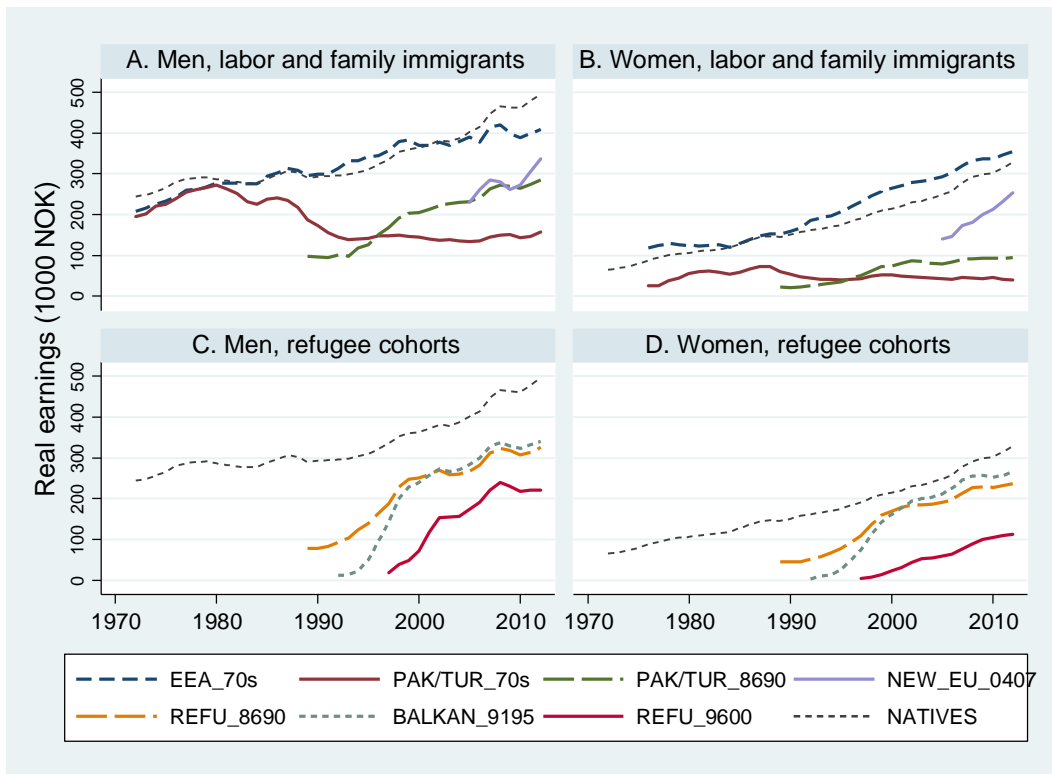 A. Men, labor and family immigrants
B. Women, labor and family immigrants
Real earnings (1000 NOK)
500
400
300
200
100
0
C. Men, refugee cohorts
D. Women, refugee cohorts
500
400
300
200
100
0
1970 1980 1990 2000 2010
1970 1980 1990 2000 2010
EEA_70s PAK/TUR_70s PAK/TUR_8690 NEW_EU_0407
REFU_8690 BALKAN_9195 REFU_9600 NATIVES